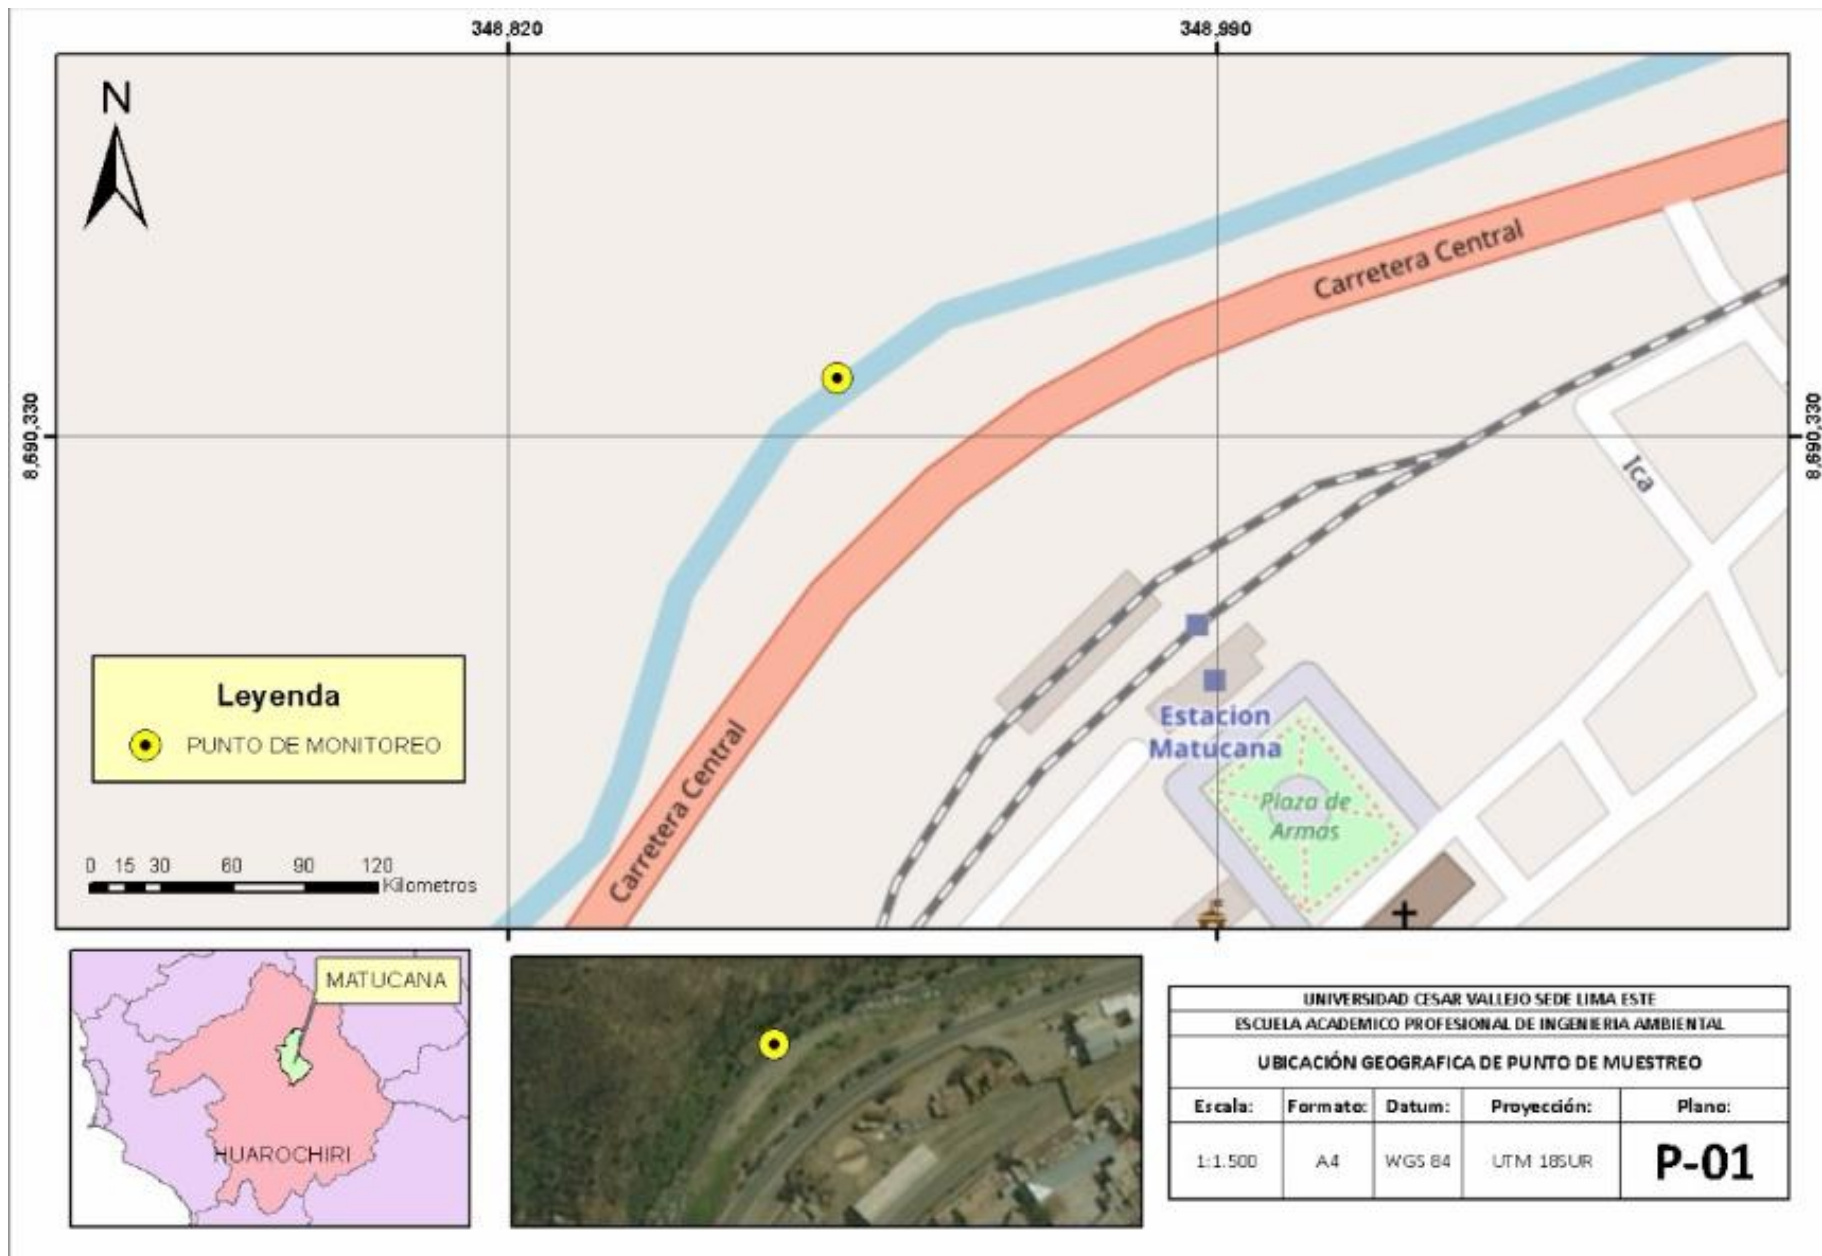 348,820
348,990
N
Carretera Central
8,690,330
8,690,330
Ica
Leyenda
PUNTO DE MONITOREO
Estacion
Matucana
Carretera Central
Plaza de
Armas
0 15 30 60 90 120
Kilometros
MATUCANA
HUAROCHIRI
UNIVERSIDAD CESAR VALLEJO SEDE LIMA ESTE
ESCUELA ACADEMICO PROFESIONAL DE INGENIERIA AMBIENTAL
UBICACIÓN GEOGRAFICA DE PUNTO DE MUESTREO
Escala: Formato: Datum: Proyección: Plano:
1:1.500 A4 WGS 84 UTM 18SUR P-01